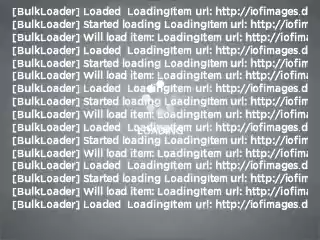 [BulkLoader] Loaded LoadingItem url: http://iofimages.d
[BulkLoader] Started loading LoadingItem url: http://iofim
[BulkLoader] Will load item: LoadingItem url: http://iofima
[BulkLoader] Loaded LoadingItem url: http://iofimages.d
[BulkLoader] Started loading LoadingItem url: http://iofim
[BulkLoader] Will load item: LoadingItem url: http://iofima
[BulkLoader] Loaded LoadingItem url: http://iofimages.d
[BulkLoader] Started loading LoadingItem url: http://iofim
[BulkLoader] Will load item: LoadingItem url: http://iofima
[BulkLoader] Loaded LoadingItem url: http://iofimages.d
LOADING
[BulkLoader] Started loading LoadingItem url: http://iofim
[BulkLoader] Will load item: LoadingItem url: http://iofima
[BulkLoader] Loaded LoadingItem url: http://iofimages.d
[BulkLoader] Started loading LoadingItem url: http://iofim
[BulkLoader] Will load item: LoadingItem url: http://iofima
[BulkLoader] Loaded LoadingItem url: http://iofimages.d